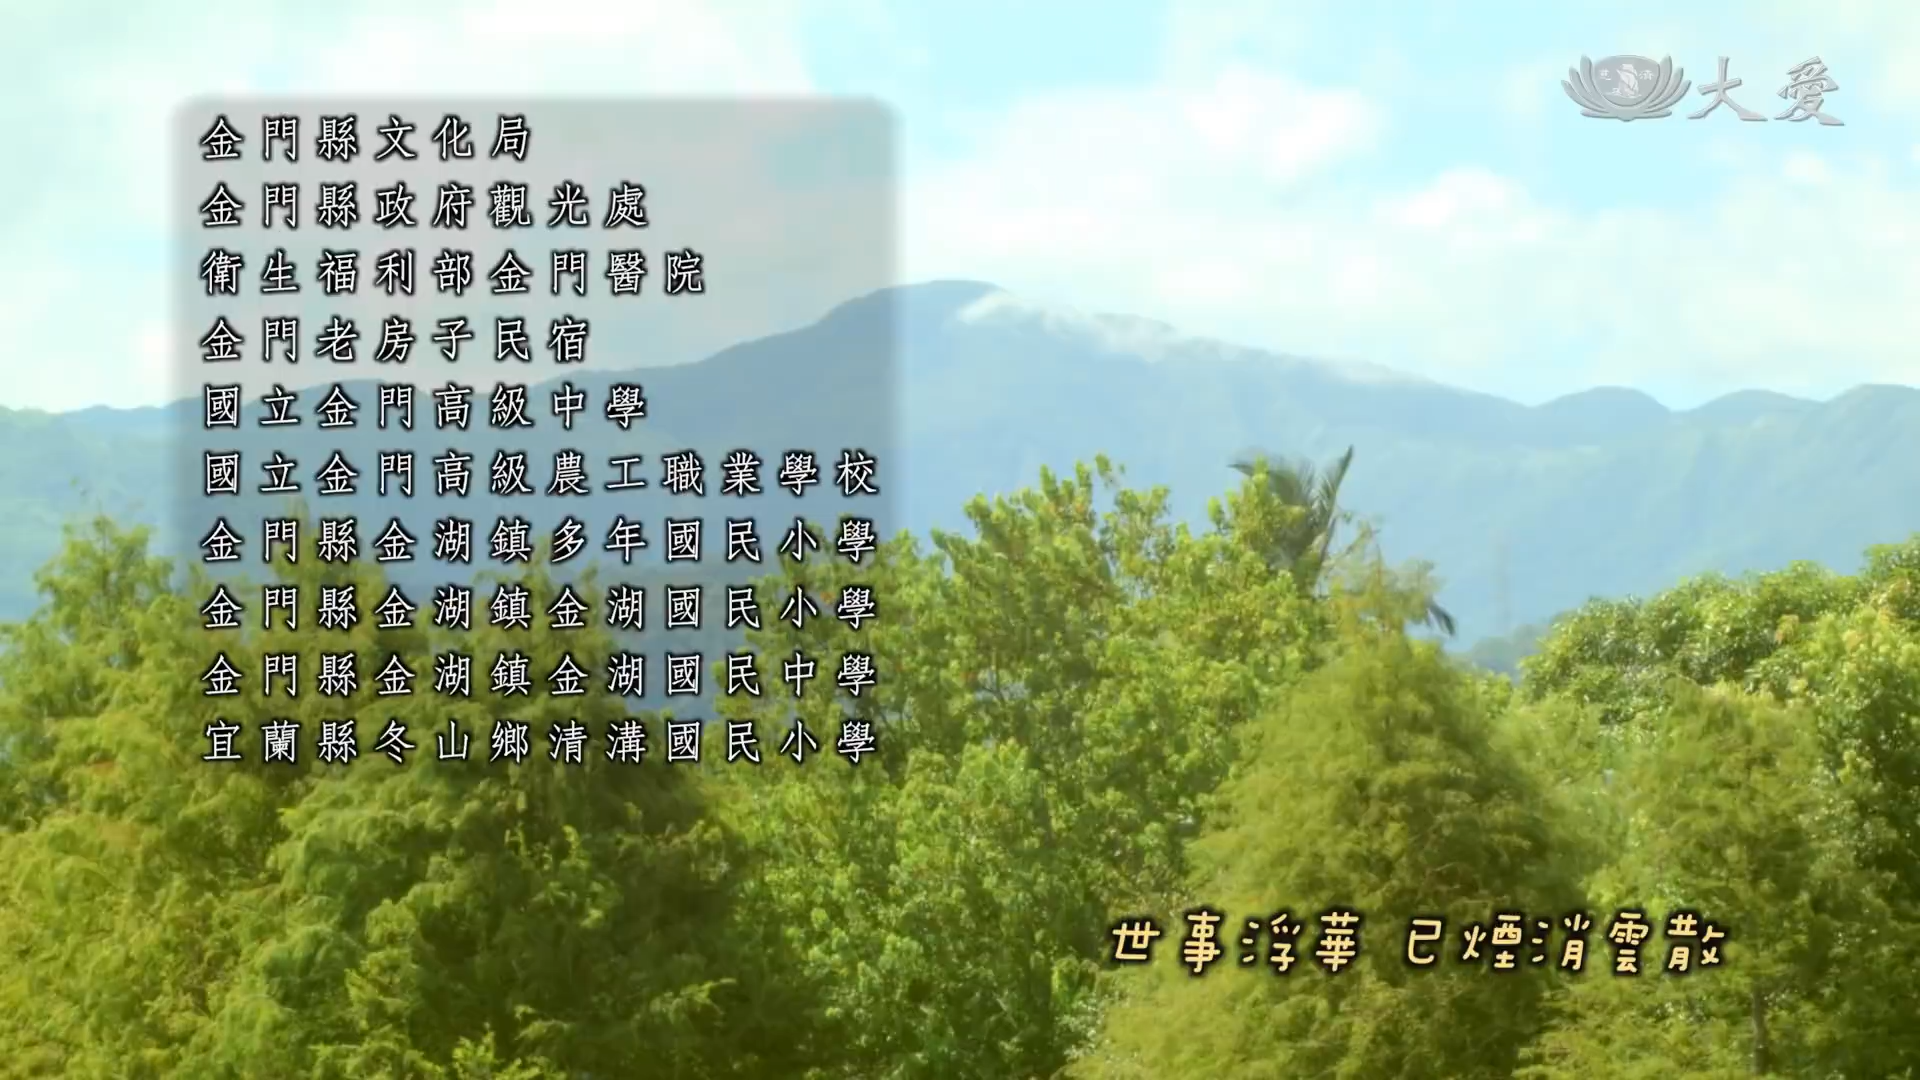 大愛
金門縣文化局
金門縣政府觀光處
衛生福利部金門醫院
金門老房子民宿
國立金門高級中學
國立金門高級農工職業學校
金門縣金湖鎮多年國民小學
金門縣金湖鎮金湖國民小學
金門縣金湖鎮金湖國民中學
宜蘭縣冬山鄉清溝國民小學
世事浮華 已煙消雲散